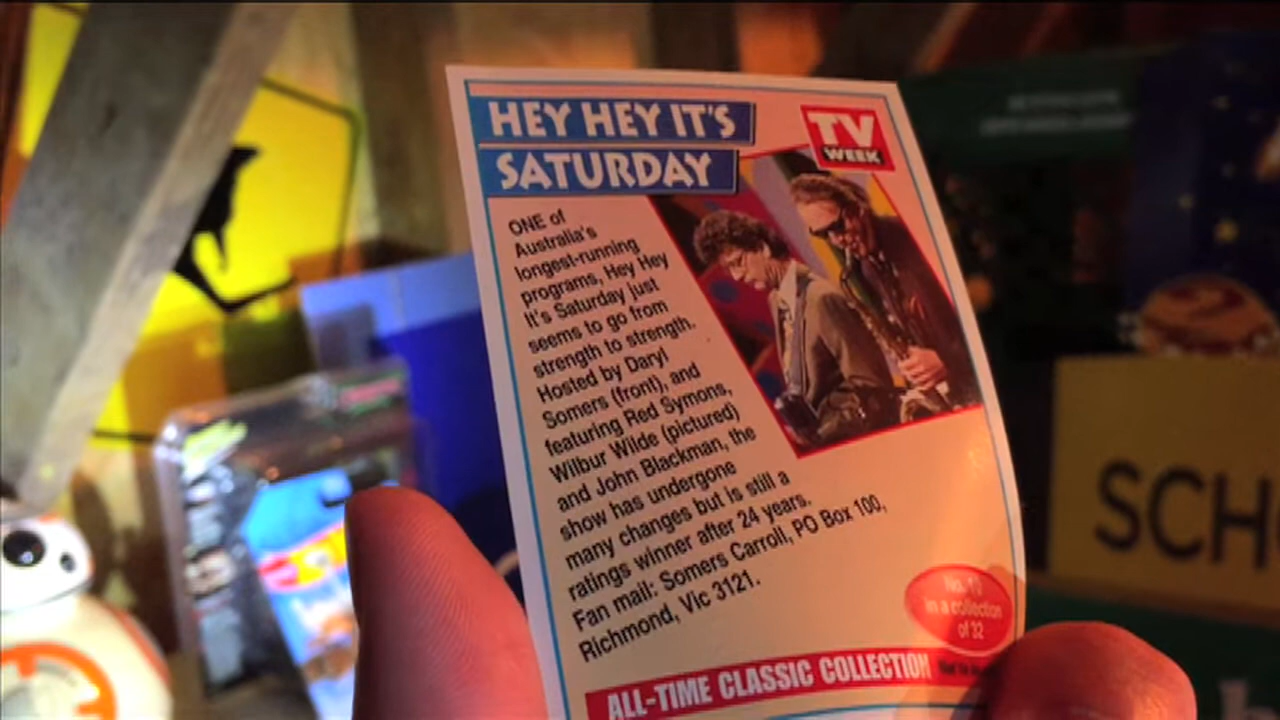 HEY HEY IT'S
SATURDAY
TV
WEEK
ONE of
Australia's
longest-running
programs, Hey Hey
It's Saturday just
seems to go from
strength to strength.
Hosted by Daryl
Somers (front), and
featuring Red Symons,
Wilbur Wilde (pictured)
and John Blackman, the
show has undergone
many changes but is still a
ratings winner after 24 years.
Fan mail: Somers Carroll, PO Box 100,
Richmond, Vic 3121.
No.
in a collection
of 32
ALL-TIME CLASSIC COLLECTION
SCH